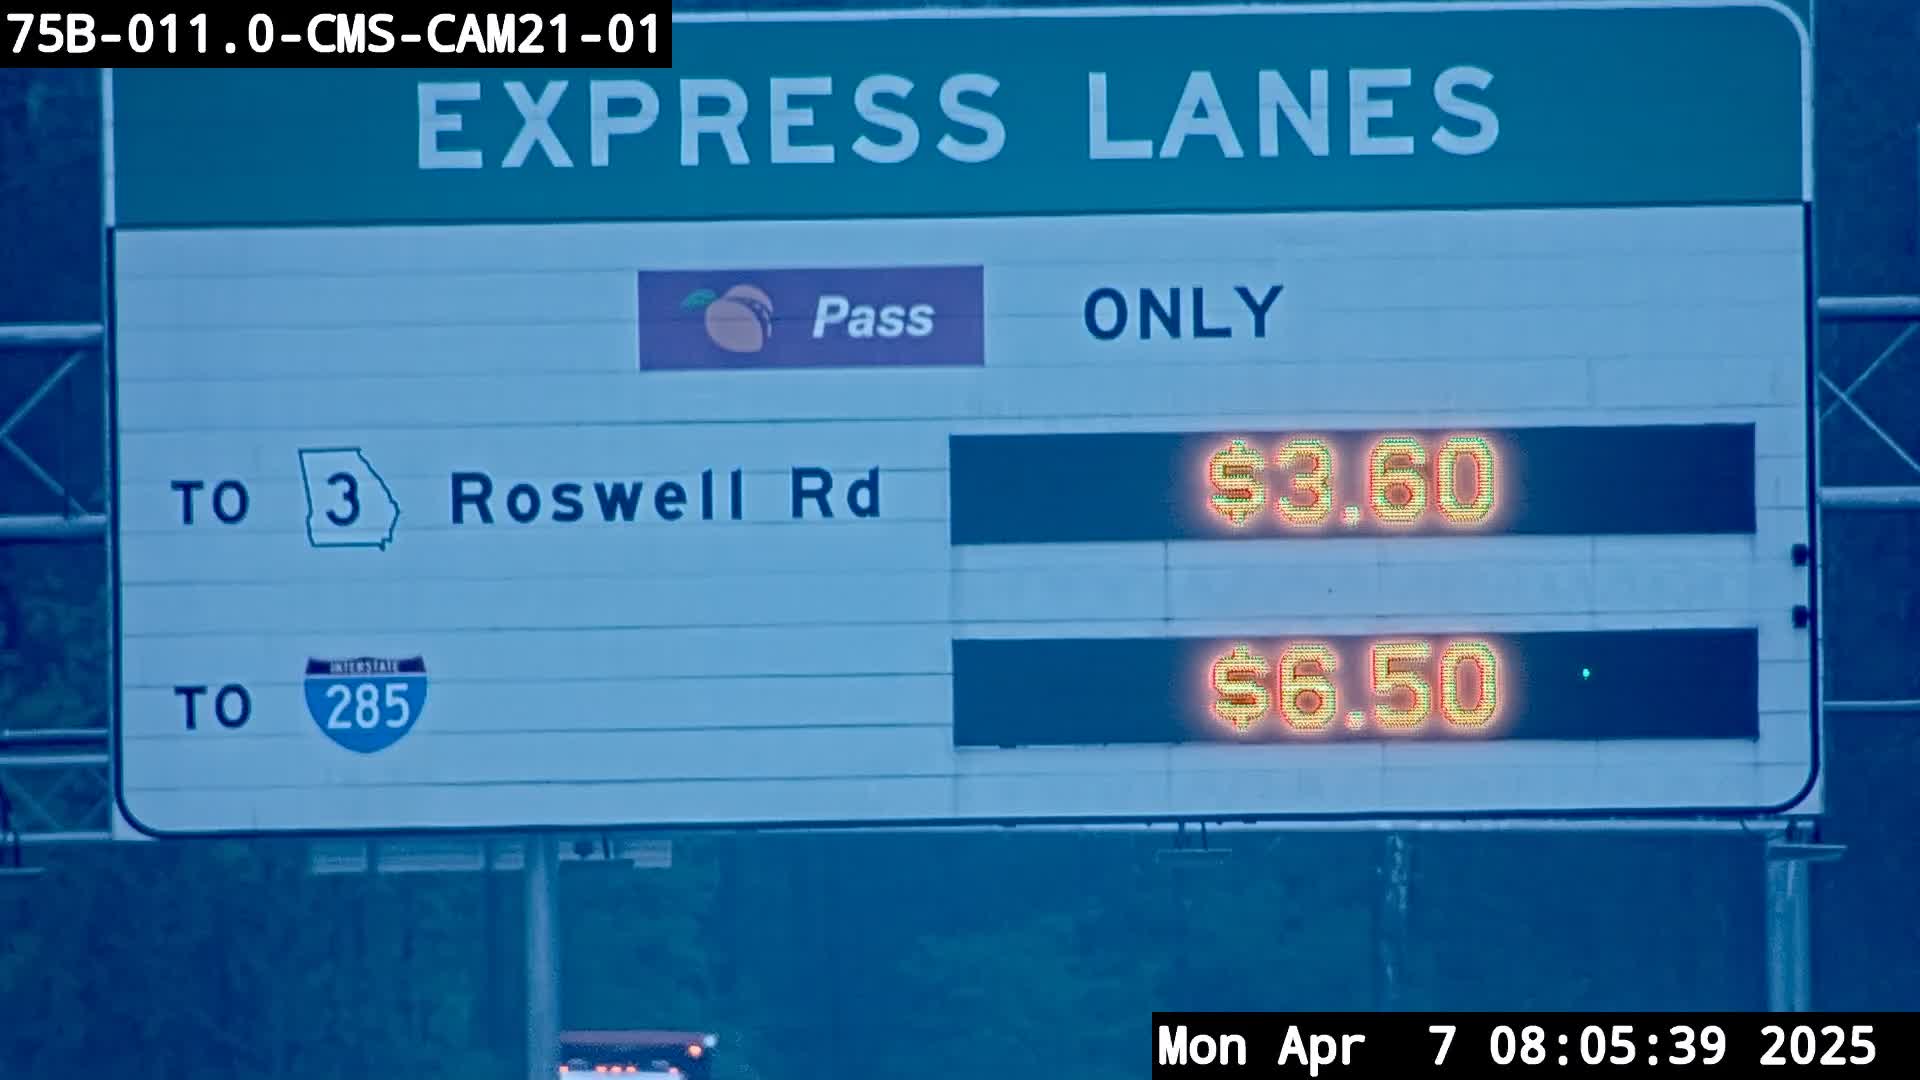 75B-011.0-CMS-CAM21-01
EXPRESS LANES
Pass ONLY
TO 3 Roswell Rd $3.60
INTERSTATE
TO 285 $6.50
Mon Apr 7 08:05:39 2025